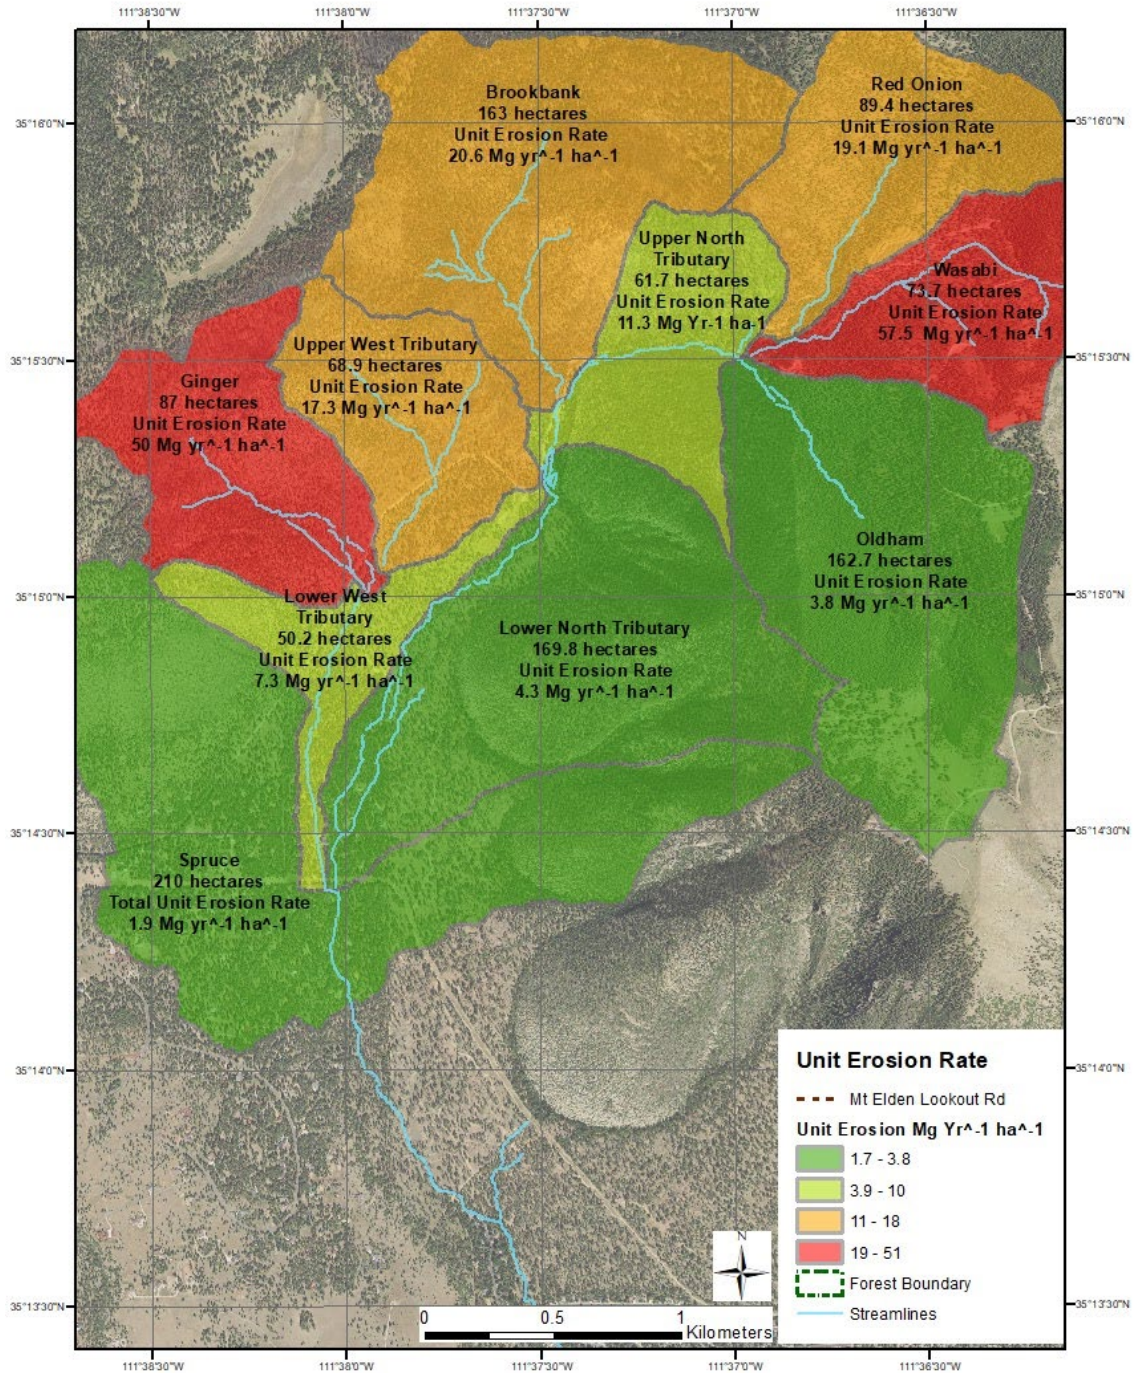 111°38'30"W
111°38'0"W
111°37'30"W
111°37'0"W
111°36'30"W
35°16'0"N
35°16'0"N
35°15'30"N
35°15'30"N
35°15'0"N
35°15'0"N
35°14'30"N
35°14'30"N
35°14'0"N
35°14'0"N
35°13'30"N
35°13'30"N
Brookbank
163 hectares
Unit Erosion Rate
20.6 Mg yr^-1 ha^-1
Red Onion
89.4 hectares
Unit Erosion Rate
19.1 Mg yr^-1 ha^-1
Upper North
Tributary
61.7 hectares
Unit Erosion Rate
11.3 Mg Yr-1 ha-1
Wasabi
73.7 hectares
Unit Erosion Rate
57.5 Mg yr^-1 ha^-1
Upper West Tributary
68.9 hectares
Unit Erosion Rate
17.3 Mg yr^-1 ha^-1
Ginger
87 hectares
Unit Erosion Rate
50 Mg yr^-1 ha^-1
Oldham
162.7 hectares
Unit Erosion Rate
3.8 Mg yr^-1 ha^-1
Lower West
Tributary
50.2 hectares
Unit Erosion Rate
7.3 Mg yr^-1 ha^-1
Lower North Tributary
169.8 hectares
Unit Erosion Rate
4.3 Mg yr^-1 ha^-1
Spruce
210 hectares
Total Unit Erosion Rate
1.9 Mg yr^-1 ha^-1
Unit Erosion Rate
Mt Elden Lookout Rd
Unit Erosion Mg Yr^-1 ha^-1
1.7 - 3.8
3.9 - 10
11 - 18
19 - 51
Forest Boundary
Streamlines
N
0 0.5 1
Kilometers
111°38'30"W
111°38'0"W
111°37'30"W
111°37'0"W
111°36'30"W